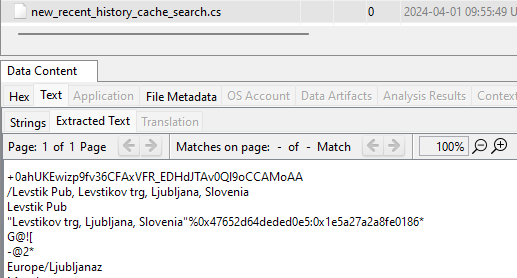 new_recent_history_cache_search.cs 0 2024-04-01 09:55:49 U
Data Content
Hex Text Application File Metadata OS Account Data Artifacts Analysis Results Context
Strings Extracted Text Translation
Page: 1 of 1 Page Matches on page: - of - Match 100%
+0ahUKEwizp9fv36CFAxVFR_EDHdJTAv0QI9oCCAMoAA
/Levstik Pub, Levstikov trg, Ljubljana, Slovenia
Levstik Pub
"Levstikov trg, Ljubljana, Slovenia"%0x47652d64deded0e5:0x1e5a27a2a8fe0186*
G@![
-@2*
Europe/Ljubljanaz